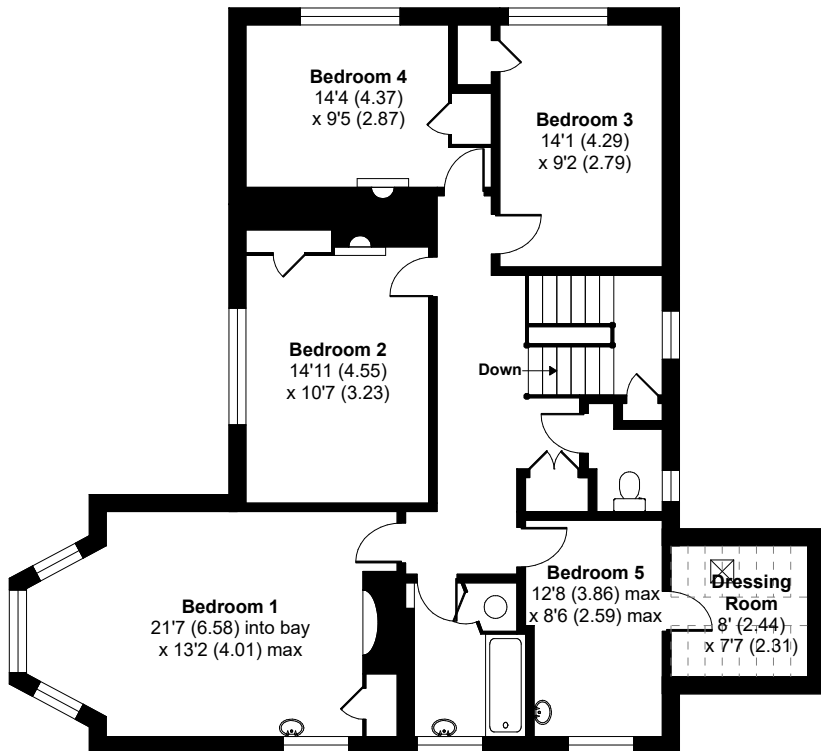 Bedroom 4
14'4 (4.37)
x 9'5 (2.87)
Bedroom 3
14'1 (4.29)
x 9'2 (2.79)
Bedroom 2
14'11 (4.55)
x 10'7 (3.23)
Down
Bedroom 1
21'7 (6.58) into bay
x 13'2 (4.01) max
Bedroom 5
12'8 (3.86) max
x 8'6 (2.59) max
Dressing
Room
8' (2.44)
x 7'7 (2.31)